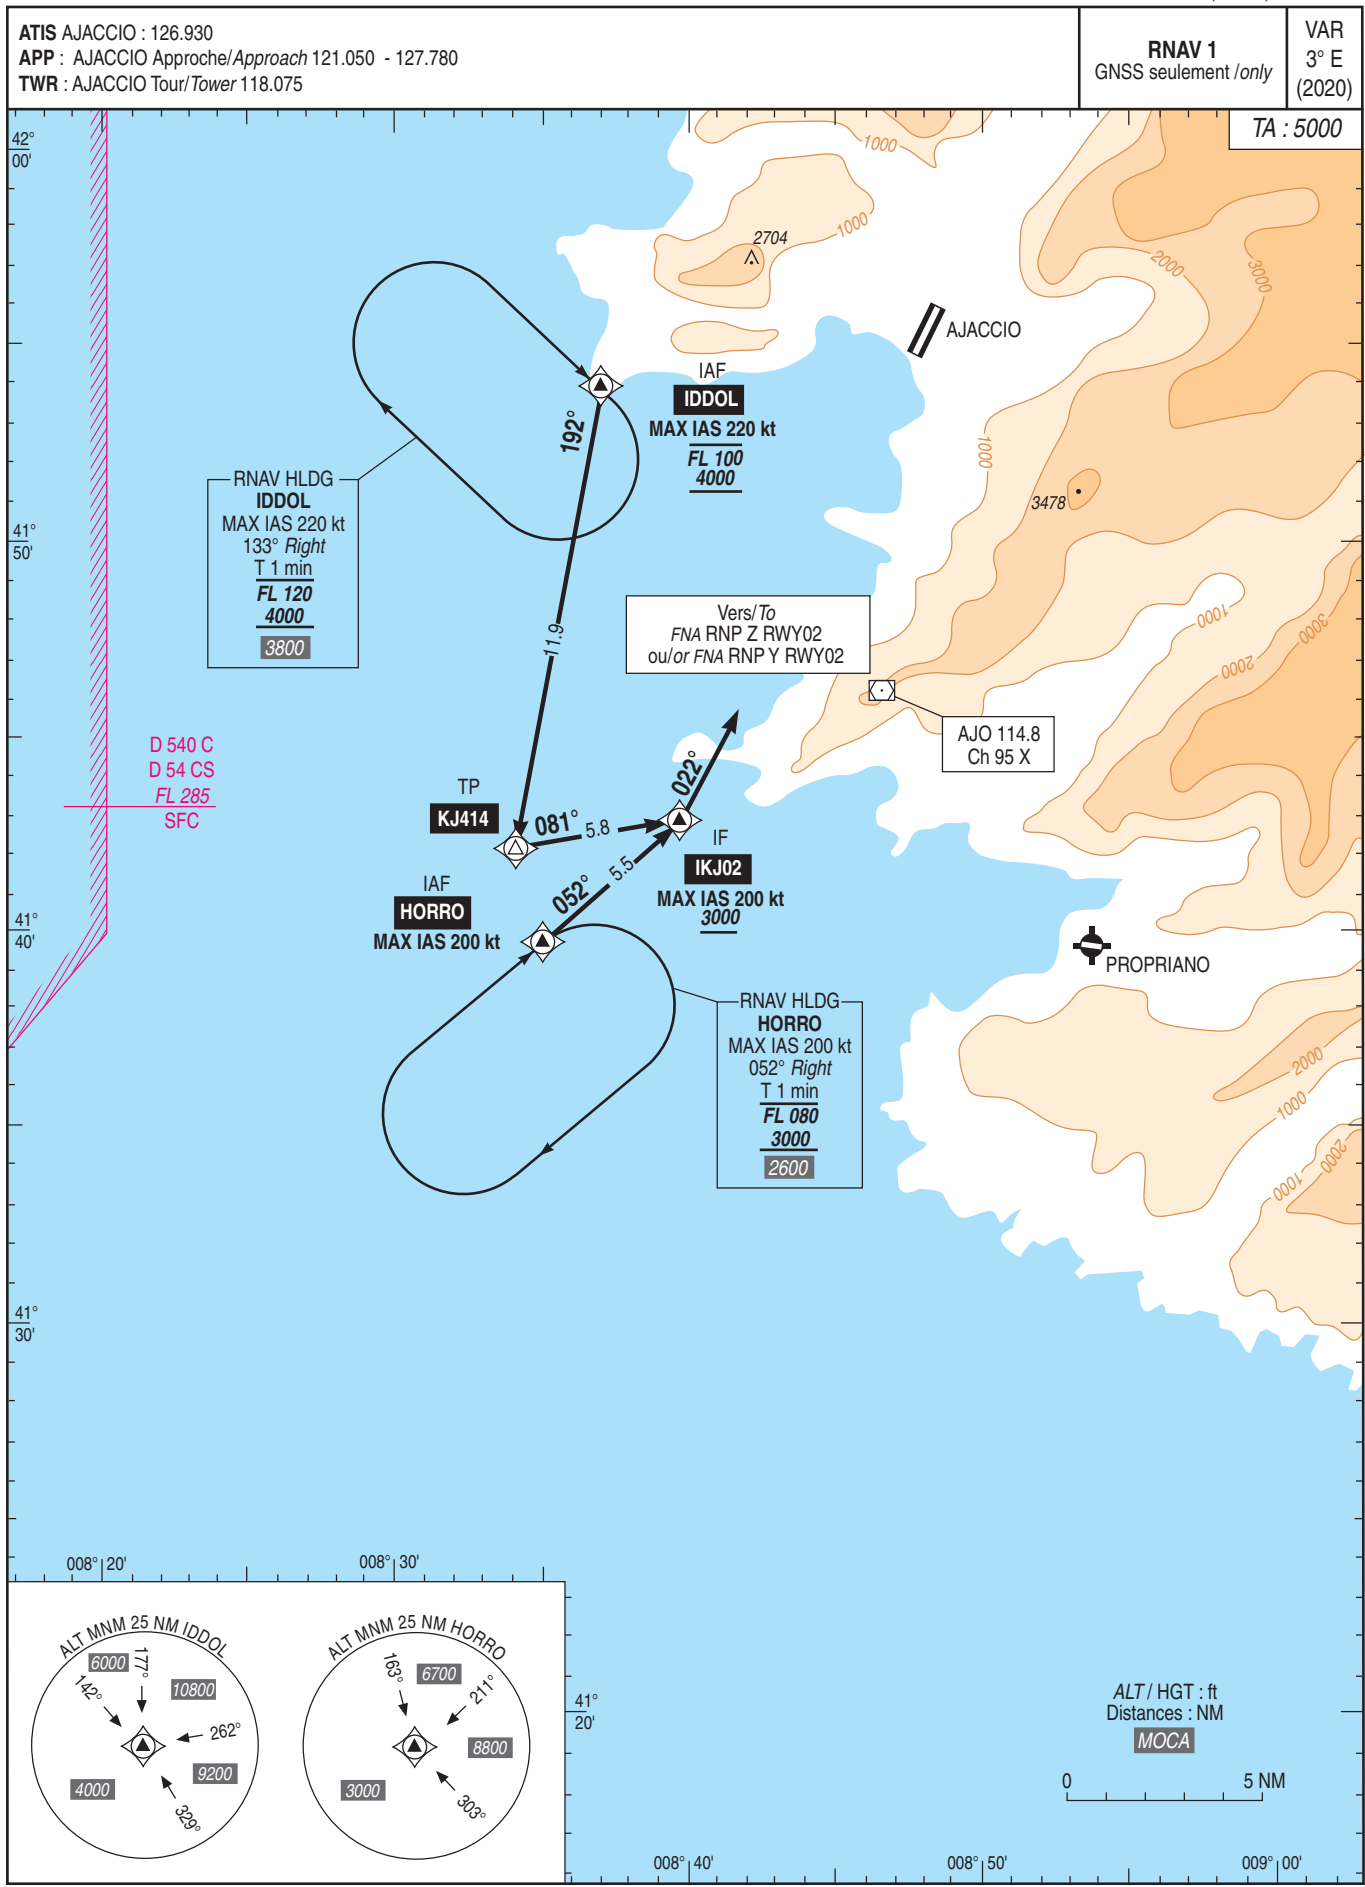 ATIS AJACCIO : 126.930
APP : AJACCIO Approche/Approach 121.050 - 127.780
TWR : AJACCIO Tour/Tower 118.075
RNAV 1
GNSS seulement /only
VAR
3° E
(2020)
TA : 5000
42°
00'
1000
2704
1000
2000
3000
AJACCIO
IAF
IDDOL
MAX IAS 220 kt
FL 100
4000
192°
1000
3478
RNAV HLDG
IDDOL
MAX IAS 220 kt
133° Right
T 1 min
FL 120
4000
3800
41°
50'
11.9
Vers/To
FNA RNP Z RWY02
ou/or FNA RNP Y RWY02
1000
2000
3000
AJO 114.8
Ch 95 X
D 540 C
D 54 CS
FL 285
SFC
TP
KJ414
081°
5.8
022°
IF
IKJ02
MAX IAS 200 kt
3000
IAF
HORRO
MAX IAS 200 kt
052°
5.5
41°
40'
PROPRIANO
RNAV HLDG
HORRO
MAX IAS 200 kt
052° Right
T 1 min
FL 080
3000
2600
2000
1000
2000
1000
41°
30'
008° 20'
008° 30'
ALT MNM 25 NM IDDOL
6000
177°
142°
10800
262°
9200
4000
329°
ALT MNM 25 NM HORRO
163°
6700
211°
8800
3000
303°
41°
20'
ALT / HGT : ft
Distances : NM
MOCA
0
5 NM
008° 40'
008° 50'
009° 00'